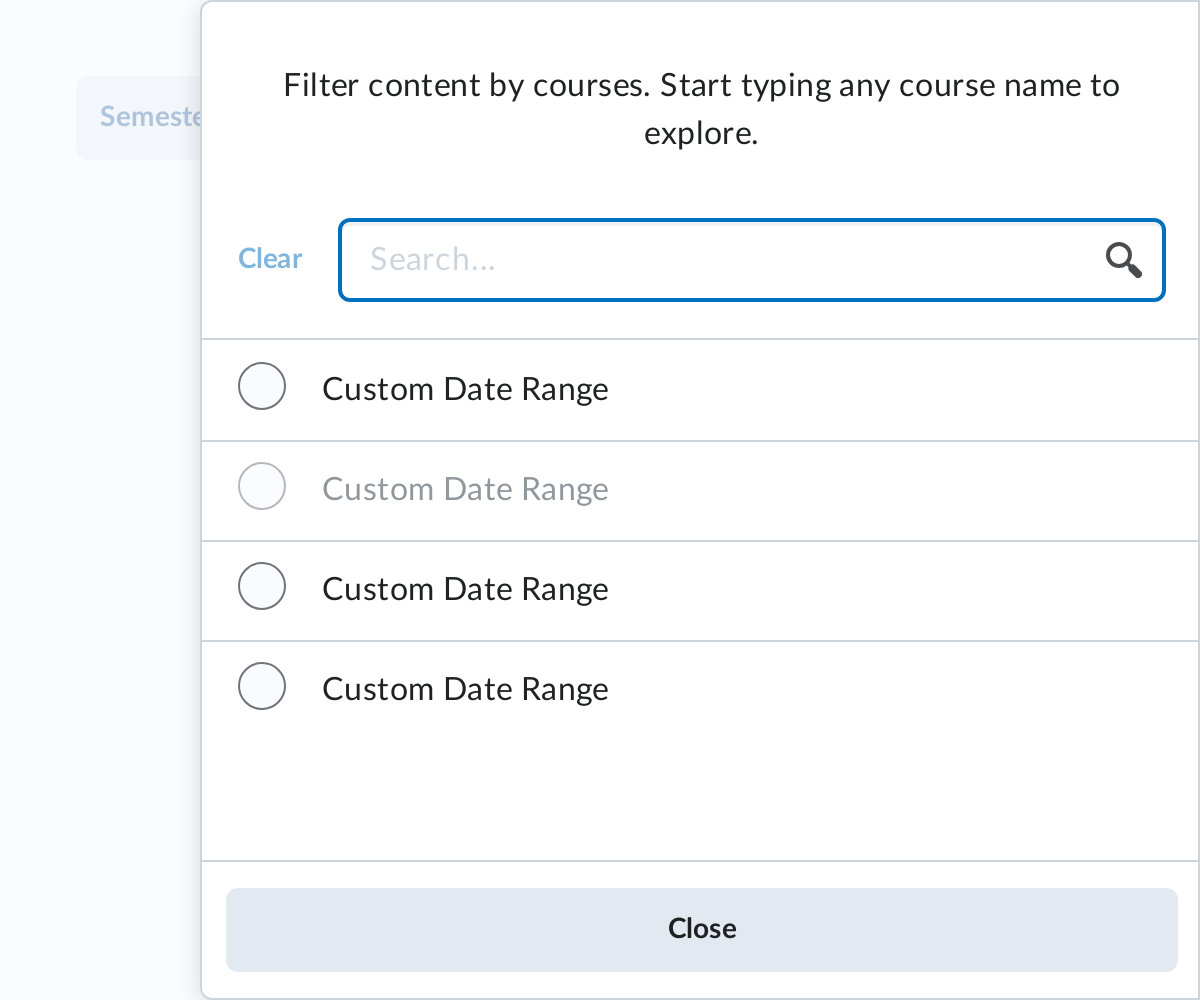 Semeste
Filter content by courses. Start typing any course name to
explore.
Clear
Search...
Custom Date Range
Custom Date Range
Custom Date Range
Custom Date Range
Close